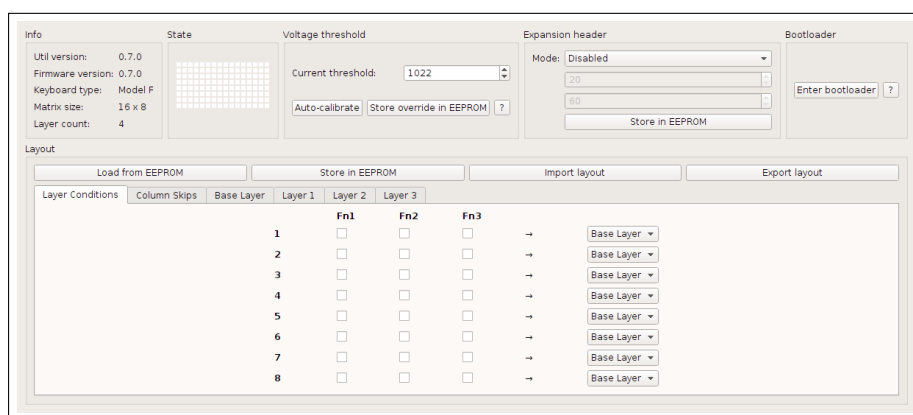 Info State Voltage threshold Expansion header Bootloader
Util version: 0.7.0
Firmware version: 0.7.0
Keyboard type: Model F
Matrix size: 16 x 8
Layer count: 4
Current threshold: 1022
Auto-calibrate Store override in EEPROM ?
Mode: Disabled
20
60
Store in EEPROM
Enter bootloader ?
Layout
Load from EEPROM Store in EEPROM Import layout Export layout
Layer Conditions Column Skips Base Layer Layer 1 Layer 2 Layer 3
Fn1 Fn2 Fn3
1 → Base Layer
2 → Base Layer
3 → Base Layer
4 → Base Layer
5 → Base Layer
6 → Base Layer
7 → Base Layer
8 → Base Layer